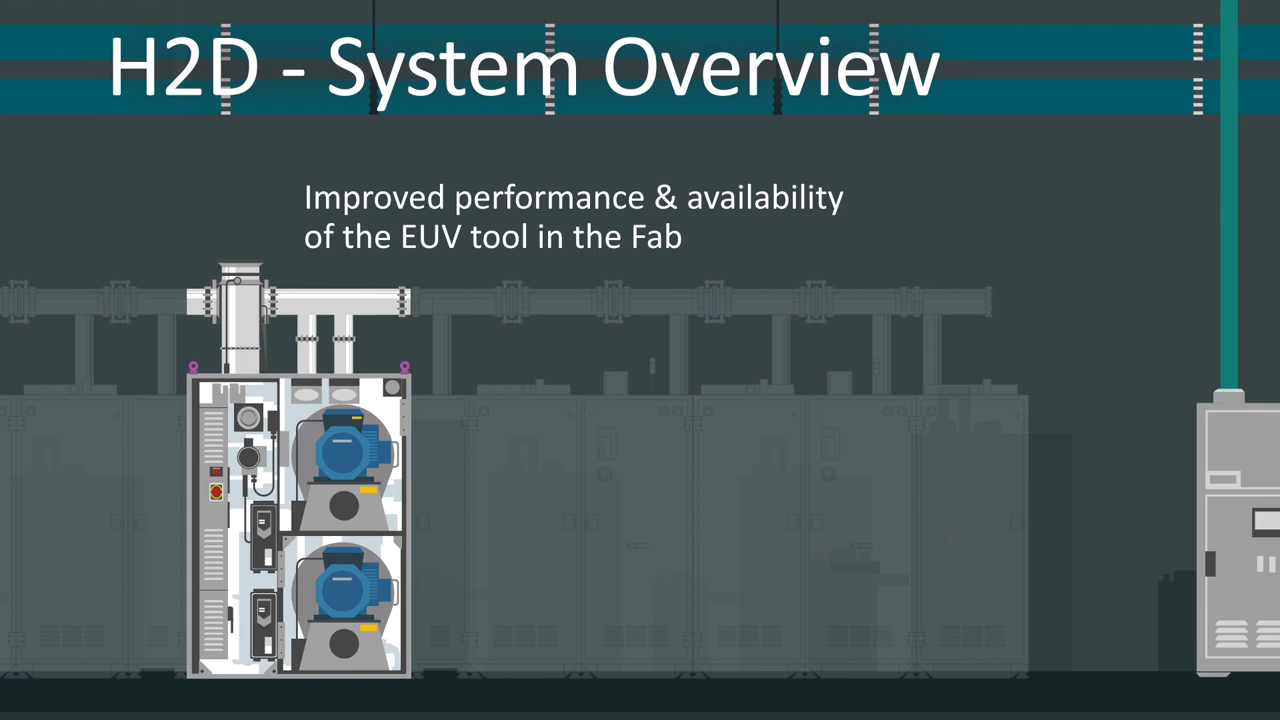 H2D - System Overview
Improved performance & availability
of the EUV tool in the Fab